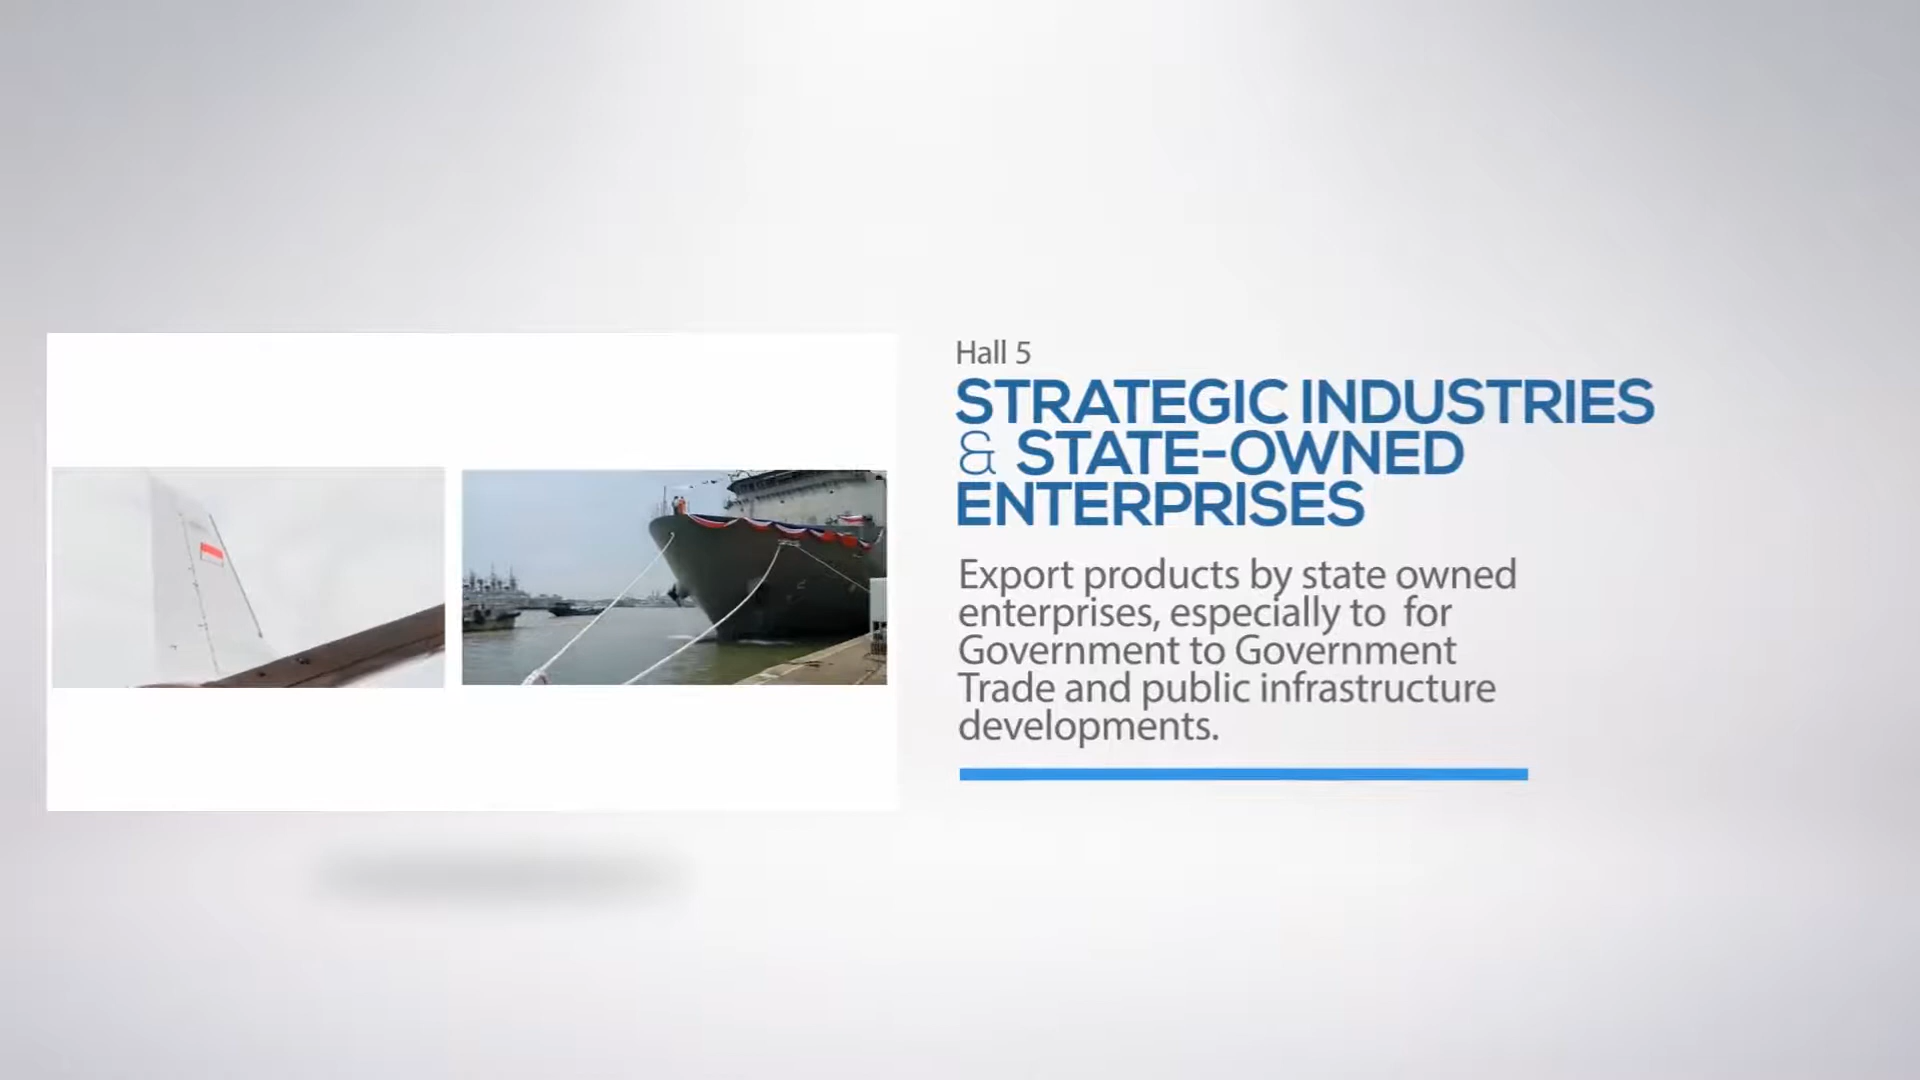 Hall 5
STRATEGIC INDUSTRIES
& STATE-OWNED
ENTERPRISES
Export products by state owned
enterprises, especially to  for
Government to Government
Trade and public infrastructure
developments.